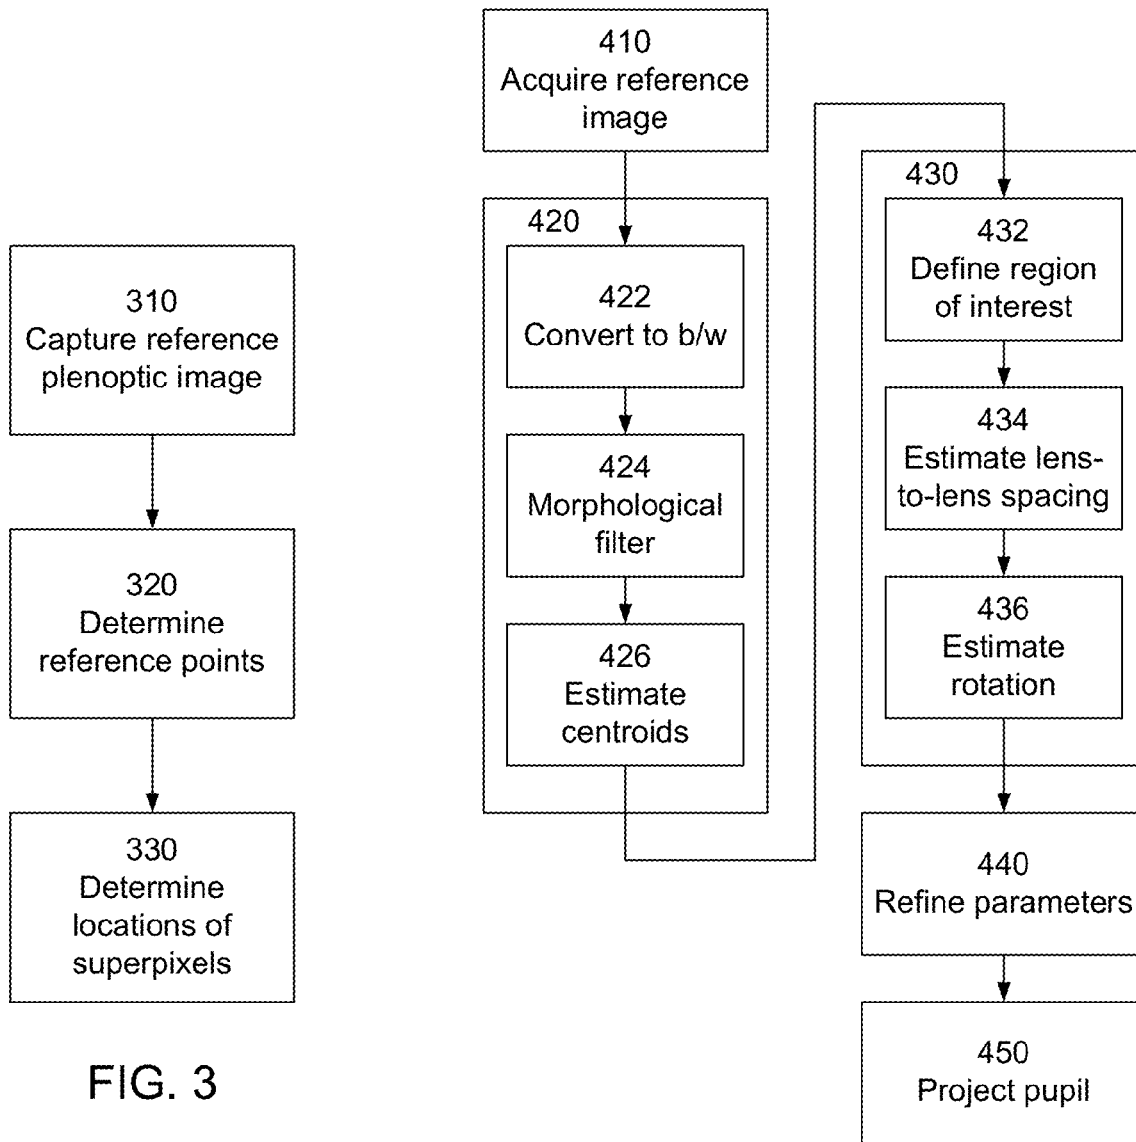 310
Capture reference
plenoptic image
320
Determine
reference points
330
Determine
locations of
superpixels
FIG. 3
410
Acquire reference
image
420
422
Convert to b/w
424
Morphological
filter
426
Estimate
centroids
430
432
Define region
of interest
434
Estimate lens-
to-lens spacing
436
Estimate
rotation
440
Refine parameters
450
Project pupil